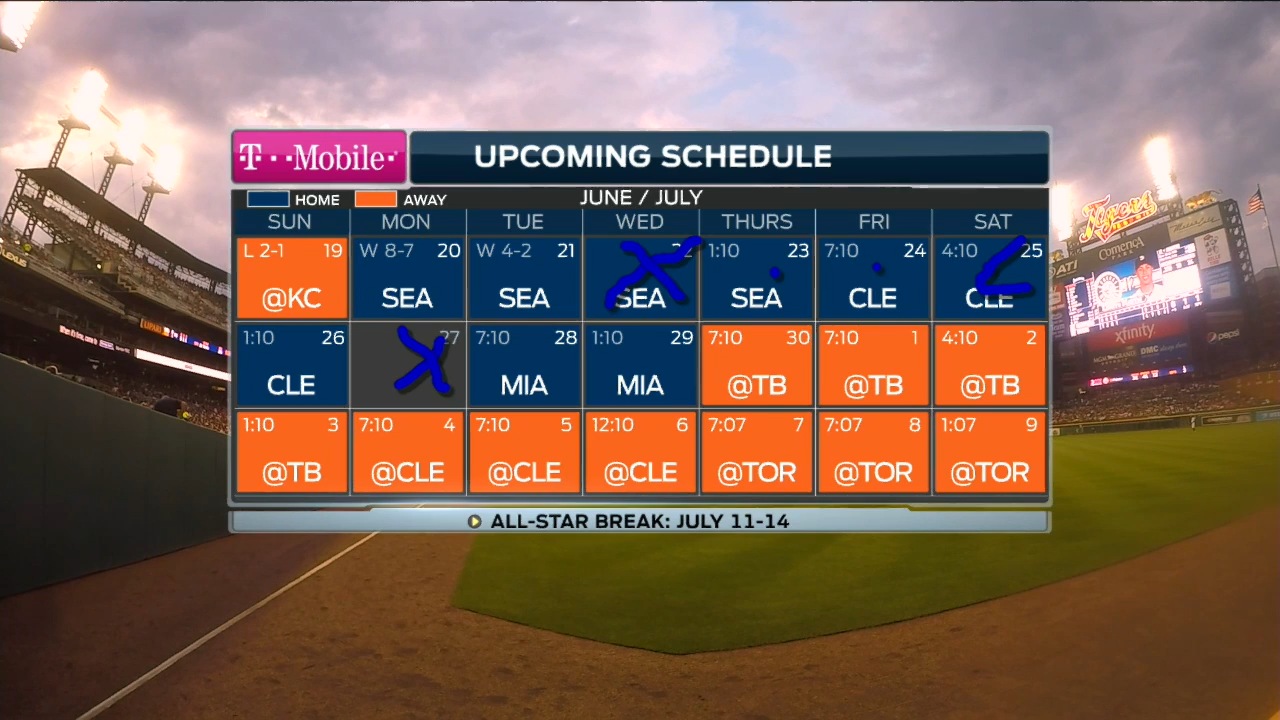 T··Mobile·
UPCOMING SCHEDULE
HOME AWAY JUNE / JULY
SUN MON TUE WED THURS FRI SAT
L 2-1 19 W 8-7 20 W 4-2 21 1:10 23 7:10 24 4:10 25
@KC SEA SEA SEA SEA CLE CLE
1:10 26 27 7:10 28 1:10 29 7:10 30 7:10 1 4:10 2
CLE MIA MIA @TB @TB @TB
1:10 3 7:10 4 7:10 5 12:10 6 7:07 7 7:07 8 1:07 9
@TB @CLE @CLE @CLE @TOR @TOR @TOR
ALL-STAR BREAK: JULY 11-14
Tigers
Comerica
xfinity
pepsi